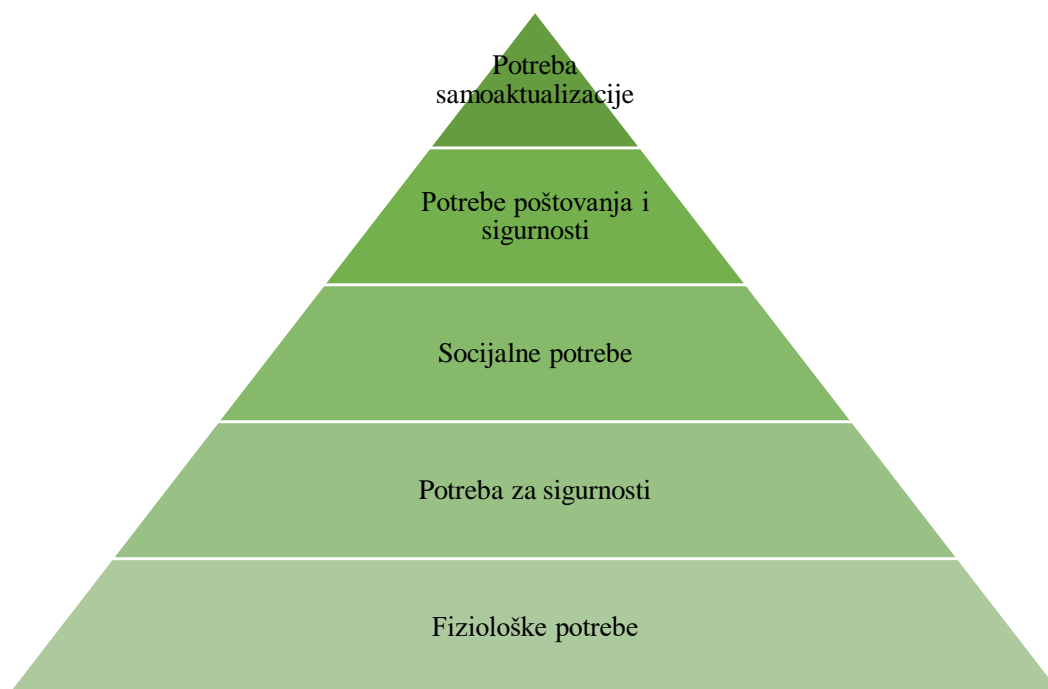 Potreba
samoaktualizacije
Potrebe poštovanja i
sigurnosti
Socijalne potrebe
Potreba za sigurnosti
Fiziološke potrebe